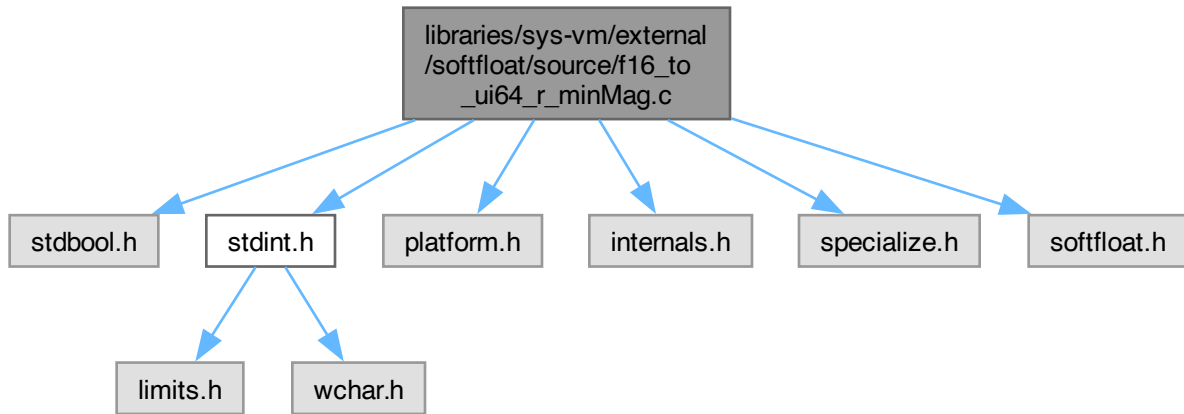 libraries/sys-vm/external
/softfloat/source/f16_to
_ui64_r_minMag.c
stdbool.h
stdint.h
platform.h
internals.h
specialize.h
softfloat.h
limits.h
wchar.h